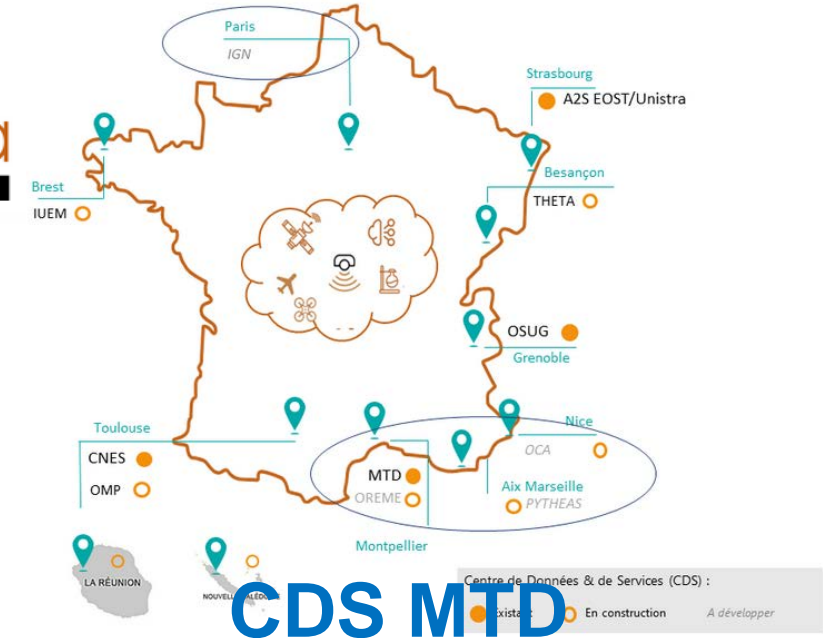 Paris
IGN
Strasbourg
A2S EOST/Unistra
Besançon
THETA
Brest
IUEM
OSUG
Grenoble
Toulouse
CNES
OMP
Nice
OCA
MTD
OREME
Aix Marseille
PYTHEAS
Montpellier
LA RÉUNION
Centre de Données & de Services (CDS) :
En construction
A développer
CDS MTD